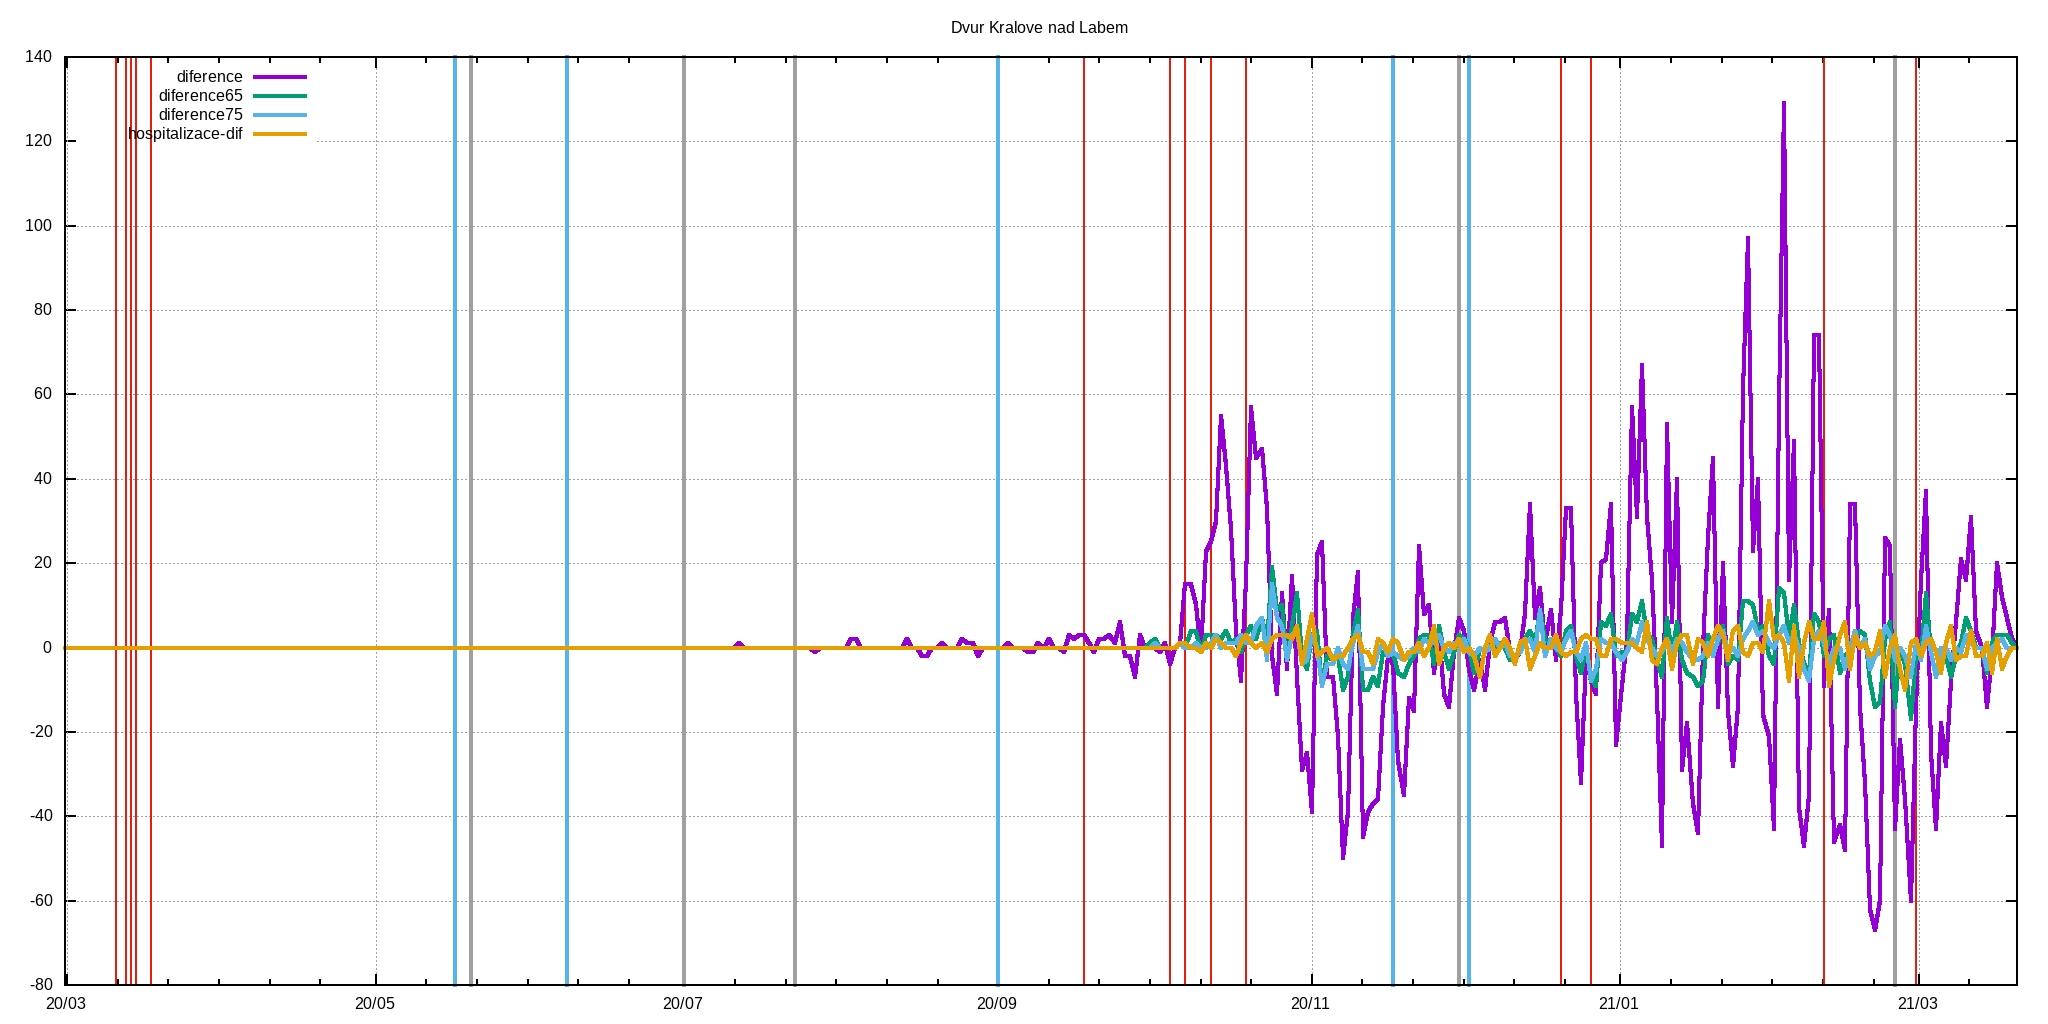 Dvur Kralove nad Labem
140
120
100
80
60
40
20
0
-20
-40
-60
-80
diference
diference65
diference75
hospitalizace-dif
20/03 20/05 20/07 20/09 20/11 21/01 21/03